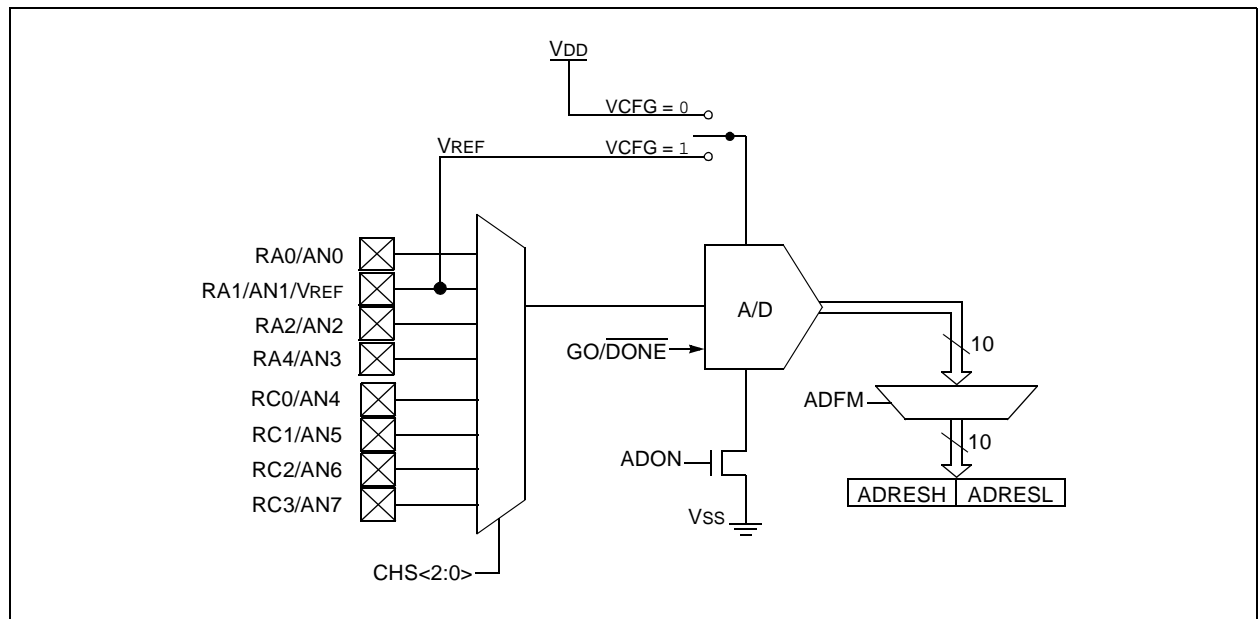 VDD
VCFG = 0
VREF
VCFG = 1
RA0/AN0
RA1/AN1/VREF
RA2/AN2
RA4/AN3
RC0/AN4
RC1/AN5
RC2/AN6
RC3/AN7
CHS<2:0>
A/D
GO/DONE
10
ADFM
10
ADON
ADRESH ADRESL
VSS